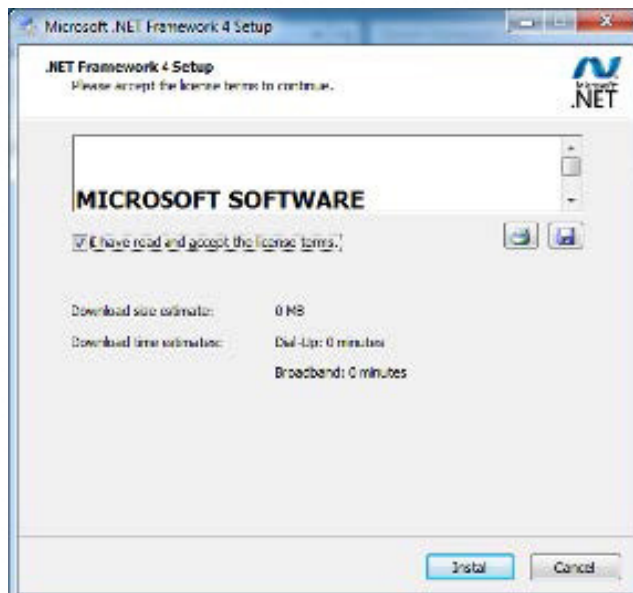 Microsoft .NET Framework 4 Setup
.NET Framework 4 Setup
Please accept the license terms to continue.
Microsoft
.NET
MICROSOFT SOFTWARE
I have read and accept the license terms.
Download size estimate: 0 MB
Download time estimates: Dial-Up: 0 minutes
Broadband: 0 minutes
Install Cancel